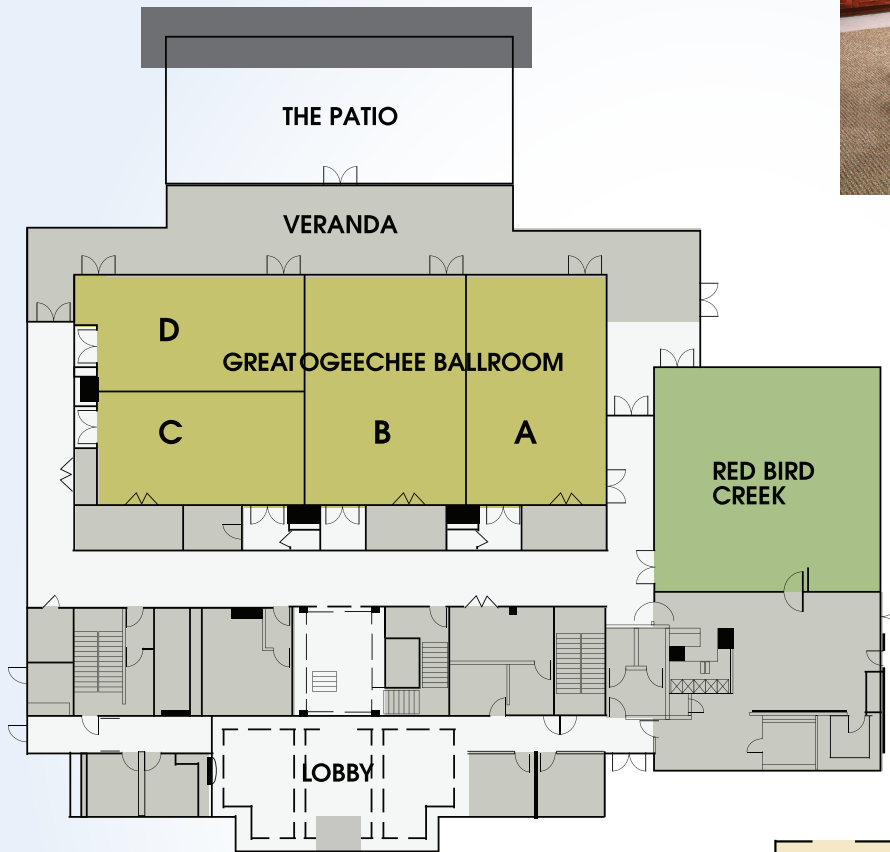 THE PATIO
VERANDA
D
GREAT OGEECHEE BALLROOM
C
B
A
RED BIRD
CREEK
LOBBY